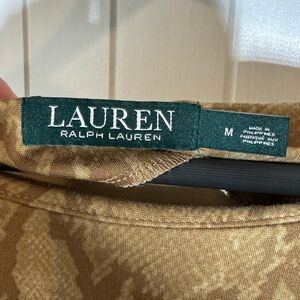 LAUREN
RALPH LAUREN
M
MADE IN
PHILIPPINES
FABRIQUÉ AUX
PHILIPPINES